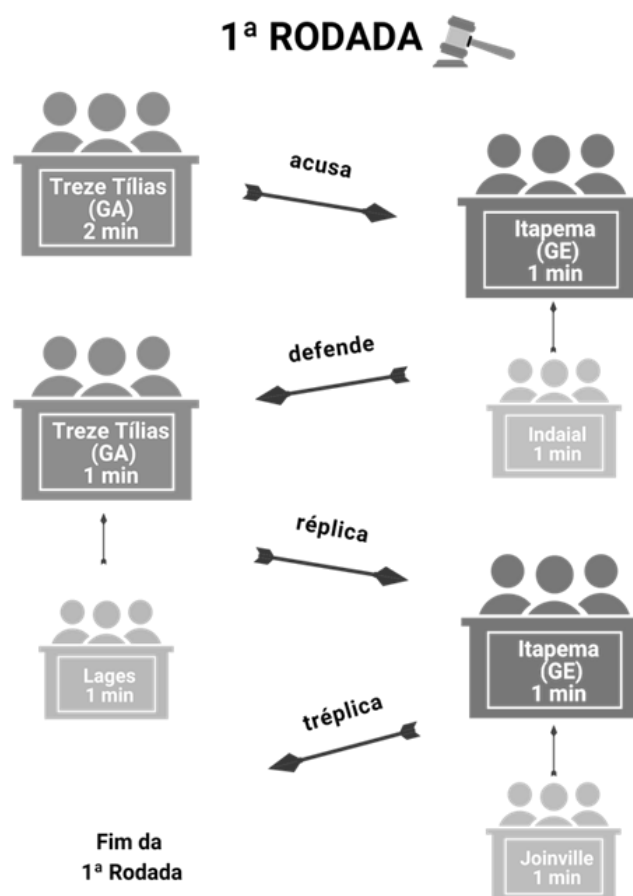 1ª RODADA
Treze Tílias
(GA)
2 min
acusa
Itapema
(GE)
1 min
defende
Indaial
1 min
Treze Tílias
(GA)
1 min
réplica
Lages
1 min
Itapema
(GE)
1 min
tréplica
Joinville
1 min
Fim da
1ª Rodada